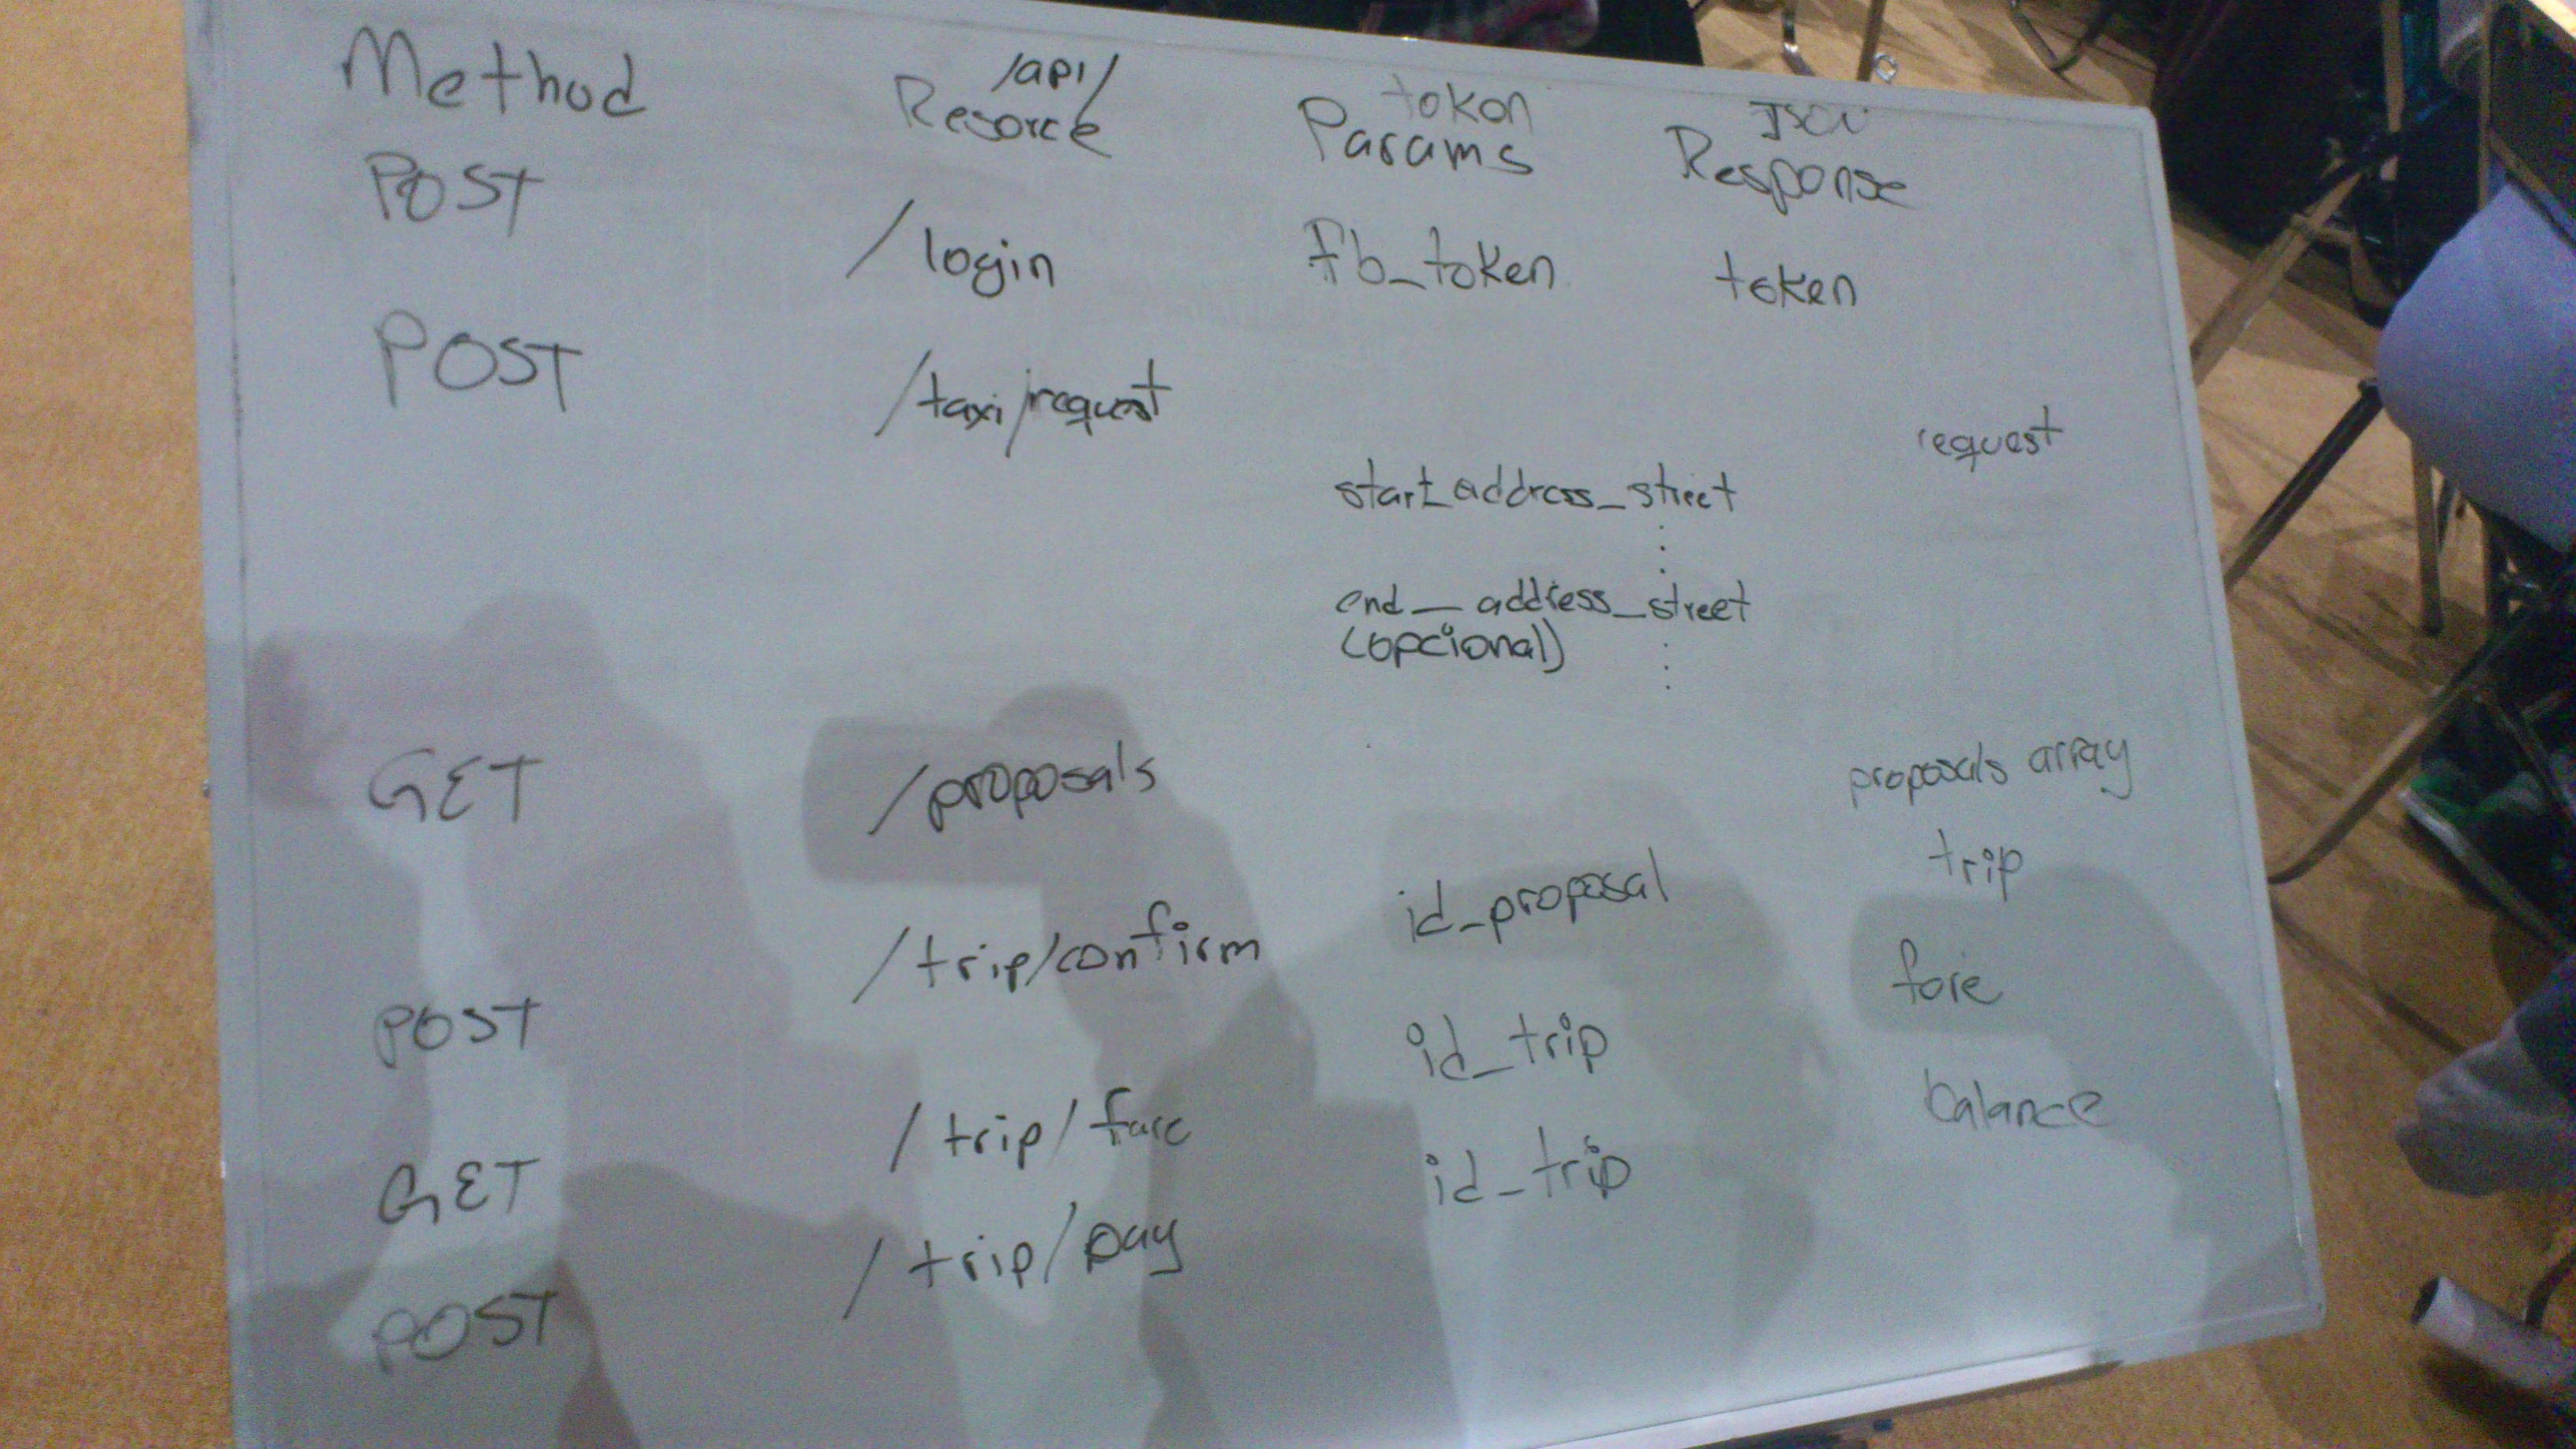 Method /api/ Resorce token Params JSON Response
POST /login fb_token token
POST /taxi/request request
start_address_street
end_address_street
(opcional)
GET /proposals proposals array
POST /trip/confirm id_proposal trip
GET /trip/fare id_trip fare
POST /trip/pay id_trip balance